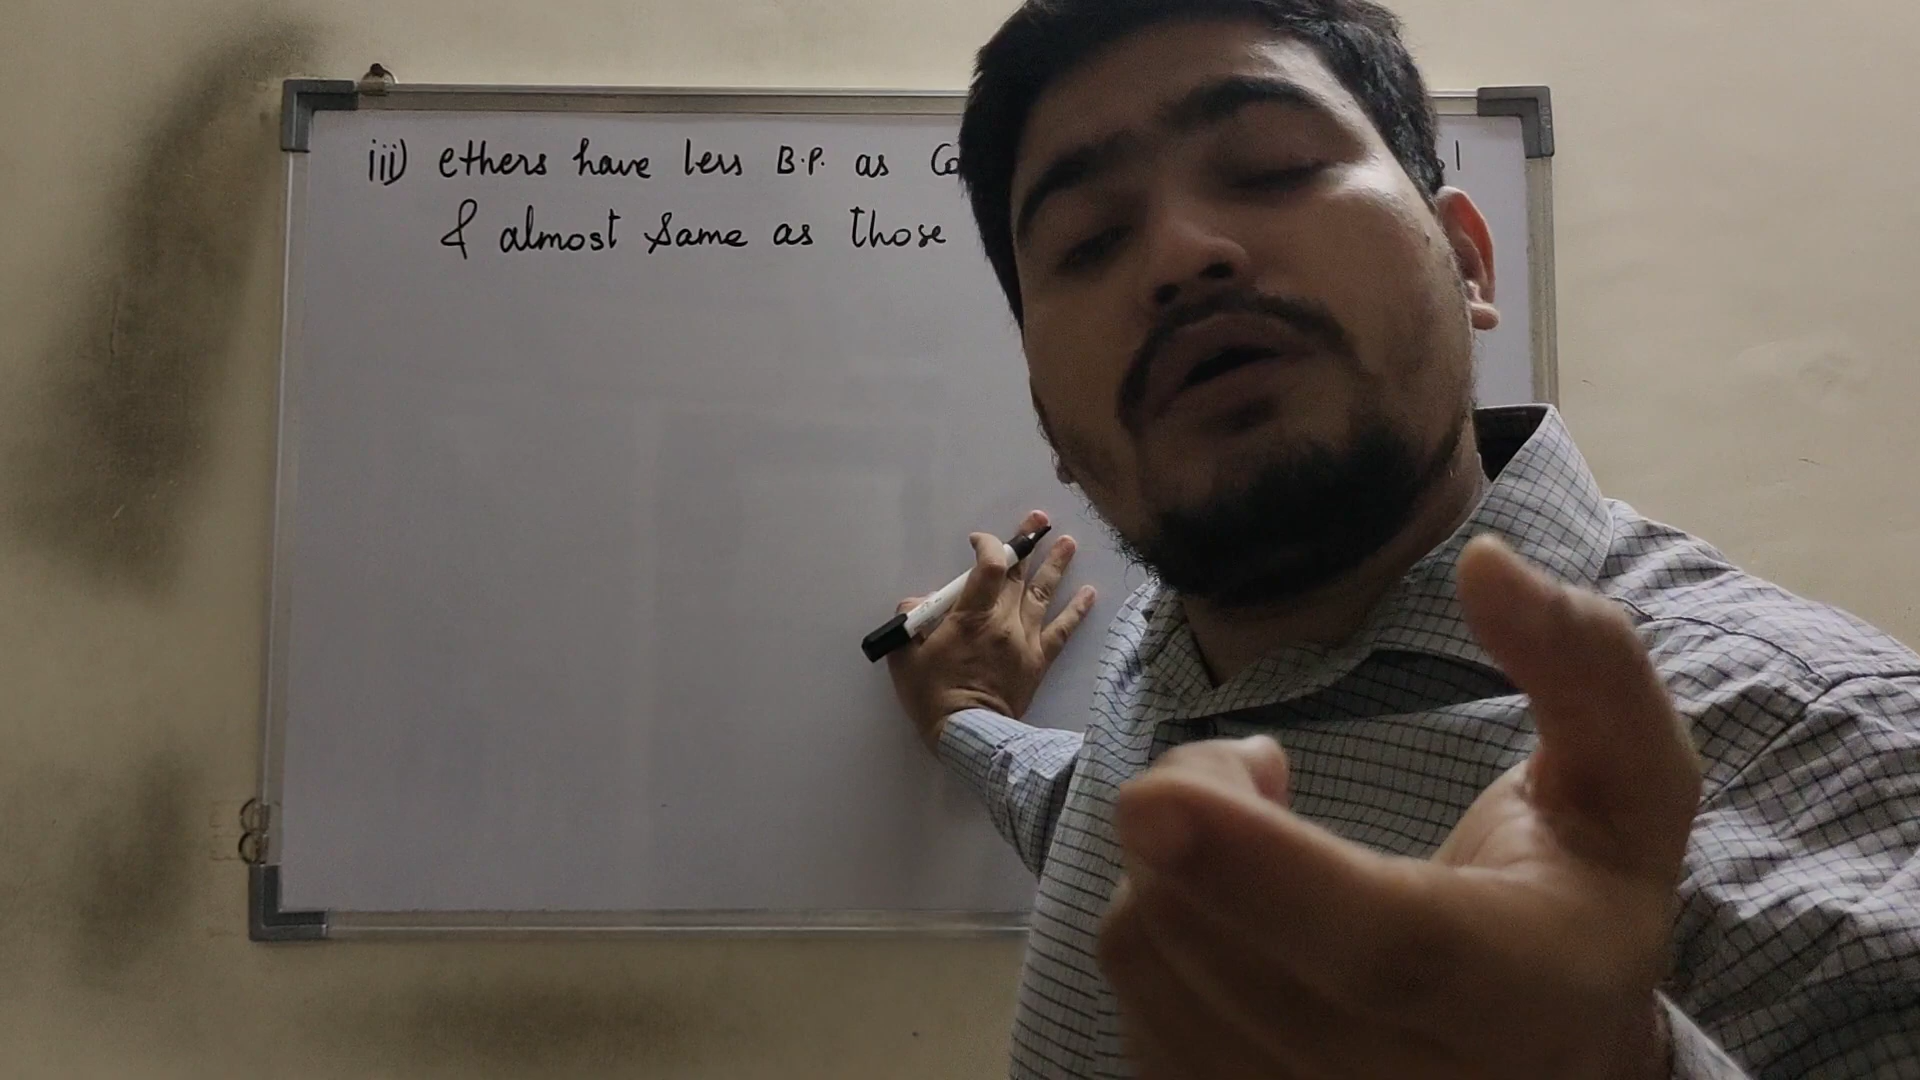 iii) ethers have less B.P. as
& almost same as those